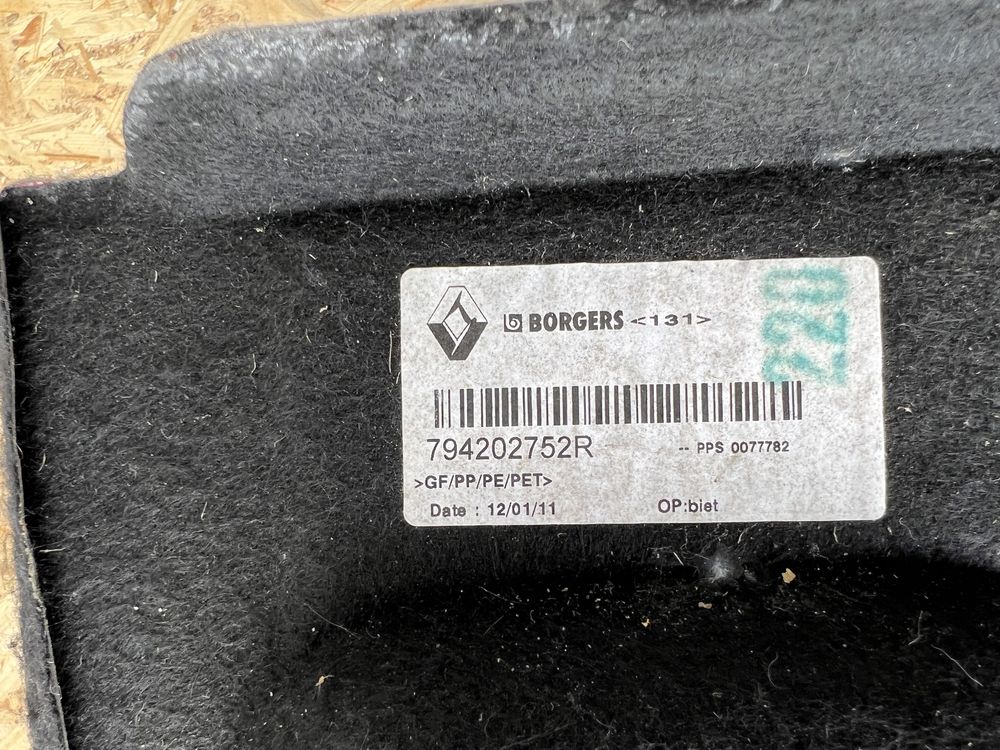 BORGERS <131>
220
794202752R -- PPS 0077782
>GF/PP/PE/PET>
Date : 12/01/11 OP:biet